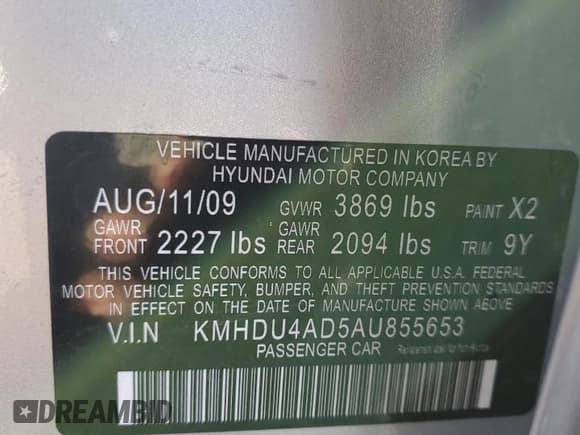 VEHICLE MANUFACTURED IN KOREA BY
HYUNDAI MOTOR COMPANY
AUG/11/09 GVWR 3869 lbs PAINT X2
GAWR FRONT 2227 lbs GAWR REAR 2094 lbs TRIM 9Y
THIS VEHICLE CONFORMS TO ALL APPLICABLE U.S.A. FEDERAL
MOTOR VEHICLE SAFETY, BUMPER, AND THEFT PREVENTION STANDARDS
IN EFFECT ON THE DATE OF MANUFACTURE SHOWN ABOVE
V.I.N KMHDU4AD5AU855653
PASSENGER CAR
DREAMBID